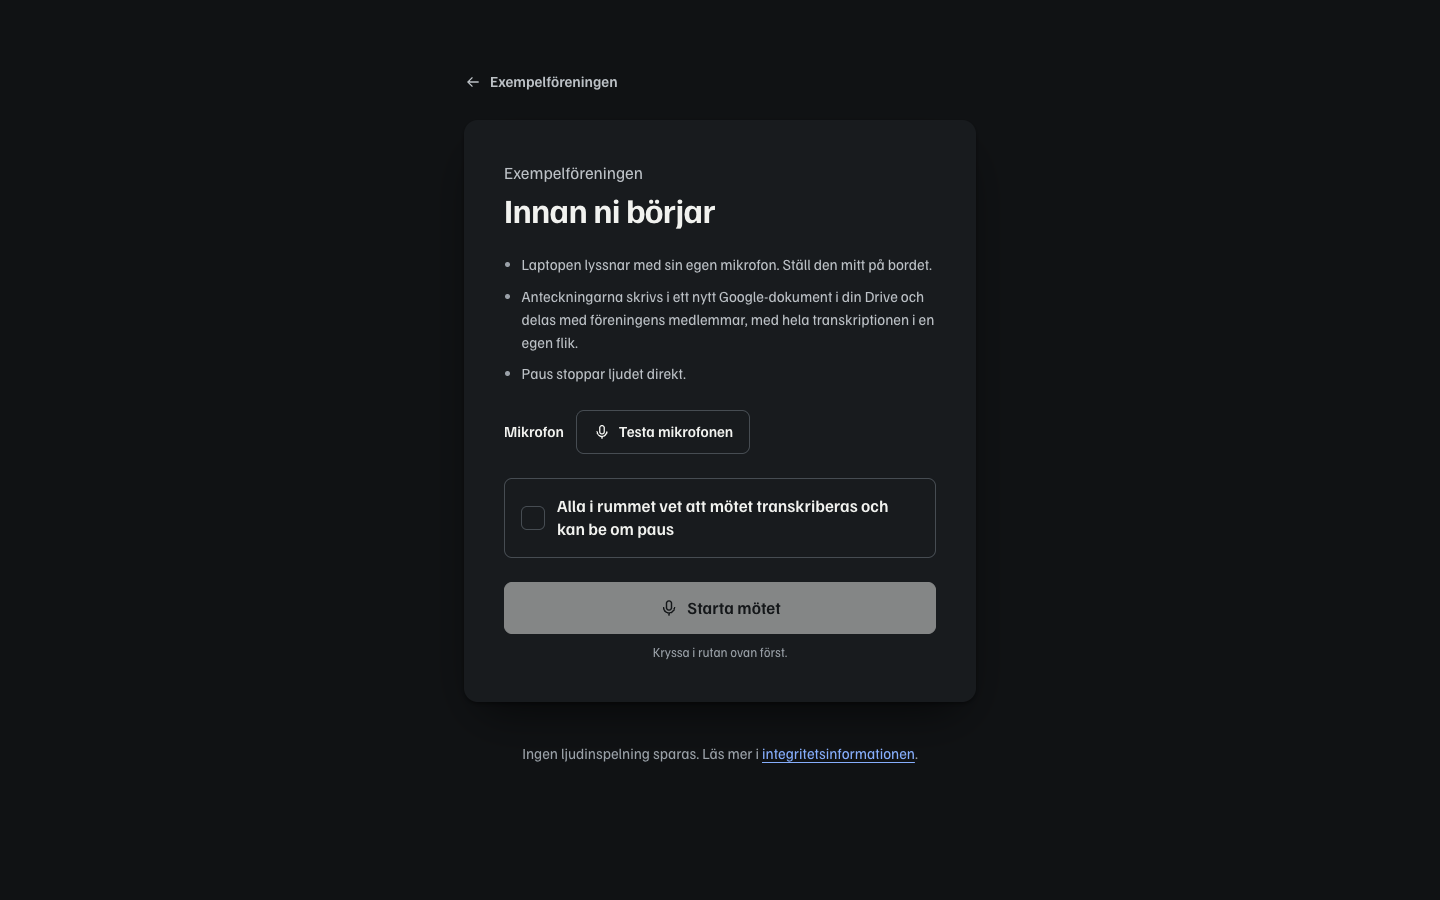 Exempelföreningen
Exempelföreningen
Innan ni börjar
Laptopen lyssnar med sin egen mikrofon. Ställ den mitt på bordet.
Anteckningarna skrivs i ett nytt Google-dokument i din Drive och
delas med föreningens medlemmar, med hela transkriptionen i en
egen flik.
Paus stoppar ljudet direkt.
Mikrofon Testa mikrofonen
Alla i rummet vet att mötet transkriberas och
kan be om paus
Starta mötet
Kryssa i rutan ovan först.
Ingen ljudinspelning sparas. Läs mer i integritetsinformationen.